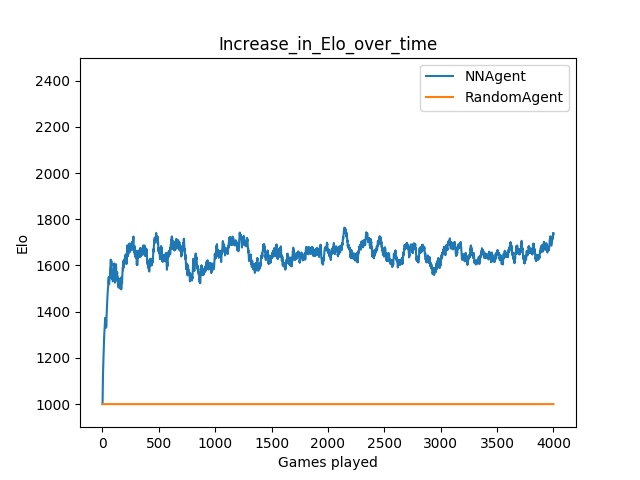 Increase_in_Elo_over_time
NNAgent
RandomAgent
2400
2200
2000
1800
1600
1400
1200
1000
Elo
0 500 1000 1500 2000 2500 3000 3500 4000
Games played